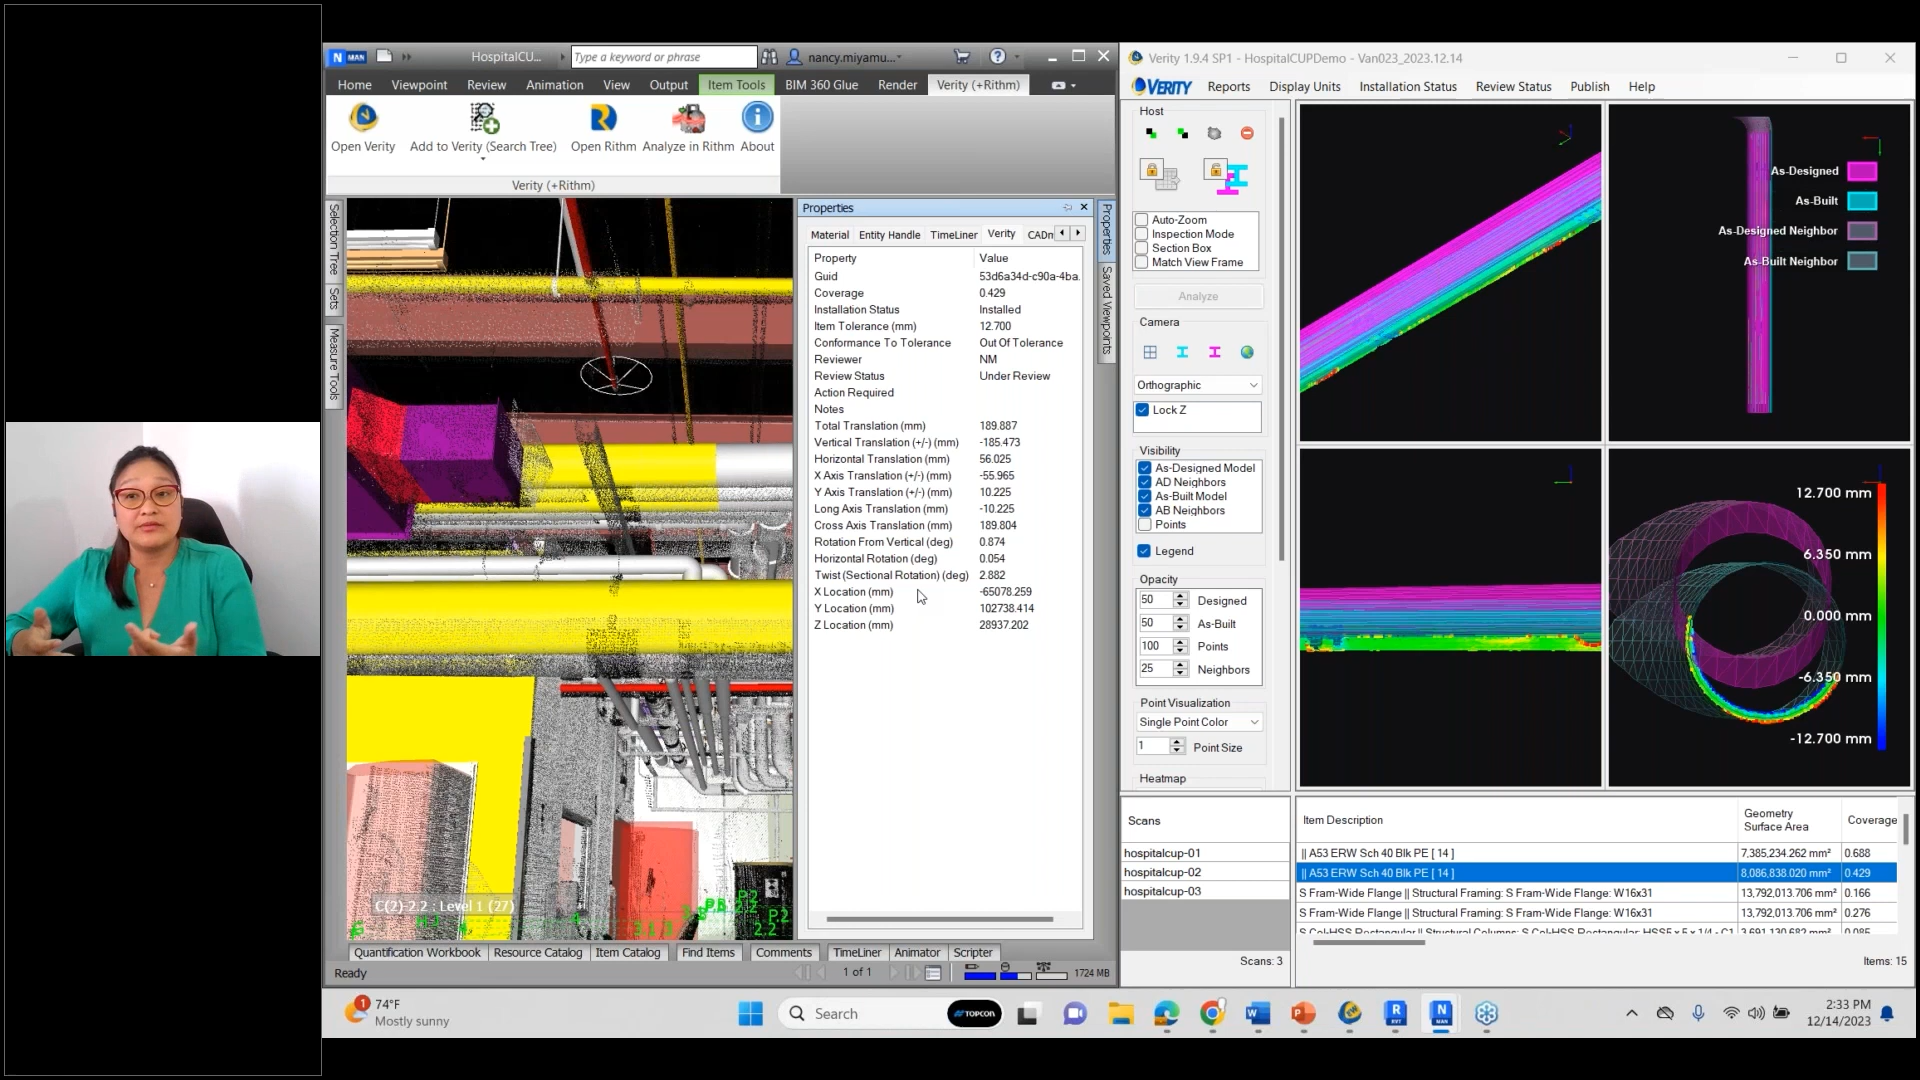 N MAN
HospitalCU...
Type a keyword or phrase
nancy.miyamu...
Home Viewpoint Review Animation View Output Item Tools BIM 360 Glue Render Verity (+Rithm)
Open Verity
Add to Verity (Search Tree)
Open Rithm
Analyze in Rithm
About
Verity (+Rithm)
Selection Tree
Sets
Measure Tools
C(2)-2.2 : Level 1 (27)
Properties
Material Entity Handle TimeLiner Verity
Property Value
Guid 53d6a34d-c90a-4ba.
Coverage 0.429
Installation Status Installed
Item Tolerance (mm) 12.700
Conformance To Tolerance Out Of Tolerance
Reviewer NM
Review Status Under Review
Action Required
Notes
Total Translation (mm) 189.887
Vertical Translation (+/-) (mm) -185.473
Horizontal Translation (mm) 56.025
X Axis Translation (+/-) (mm) -55.965
Y Axis Translation (+/-) (mm) 10.225
Long Axis Translation (mm) -10.225
Cross Axis Translation (mm) 189.804
Rotation From Vertical (deg) 0.874
Horizontal Rotation (deg) 0.054
Twist (Sectional Rotation) (deg) 2.882
X Location (mm) -65078.259
Y Location (mm) 102738.414
Z Location (mm) 28937.202
Properties
Saved Viewpoints
Quantification Workbook Resource Catalog Item Catalog Find Items Comments TimeLiner Animator Scripter
Ready
1 of 1
1724 MB
Verity 1.9.4 SP1 - HospitalCUPDemo - Van023_2023.12.14
VERITY Reports Display Units Installation Status Review Status Publish Help
Host
Auto-Zoom
Inspection Mode
Section Box
Match View Frame
Analyze
Camera
Orthographic
Lock Z
Visibility
As-Designed Model
AD Neighbors
As-Built Model
AB Neighbors
Points
Legend
Opacity
50 Designed
50 As-Built
100 Points
25 Neighbors
Point Visualization
Single Point Color
1 Point Size
Heatmap
As-Designed
As-Built
As-Designed Neighbor
As-Built Neighbor
12.700 mm
6.350 mm
0.000 mm
-6.350 mm
-12.700 mm
Scans
hospitalcup-01
hospitalcup-02
hospitalcup-03
Scans: 3
Item Description Geometry Surface Area Coverage
|| A53 ERW Sch 40 Blk PE [ 14 ] 7,385,234.262 mm² 0.688
|| A53 ERW Sch 40 Blk PE [ 14 ] 8,086,838.020 mm² 0.429
S Fram-Wide Flange || Structural Framing: S Fram-Wide Flange: W16x31 13,792,013.706 mm² 0.166
S Fram-Wide Flange || Structural Framing: S Fram-Wide Flange: W16x31 13,792,013.706 mm² 0.276
Items: 15
1
74°F
Mostly sunny
Search
TOPCON
2:33 PM
12/14/2023